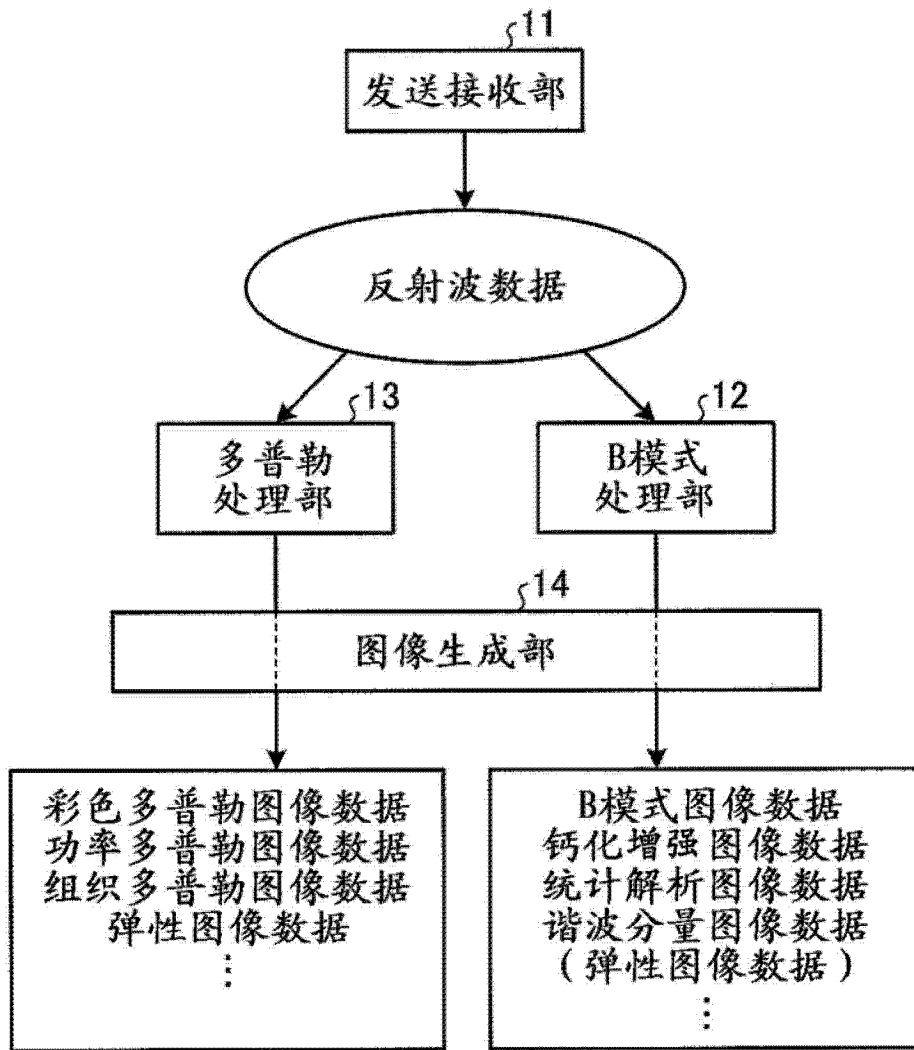 11
发送接收部
反射波数据
13
多普勒
处理部
12
B模式
处理部
14
图像生成部
彩色多普勒图像数据
功率多普勒图像数据
组织多普勒图像数据
弹性图像数据
⋮
B模式图像数据
钙化增强图像数据
统计解析图像数据
谐波分量图像数据
(弹性图像数据)
⋮